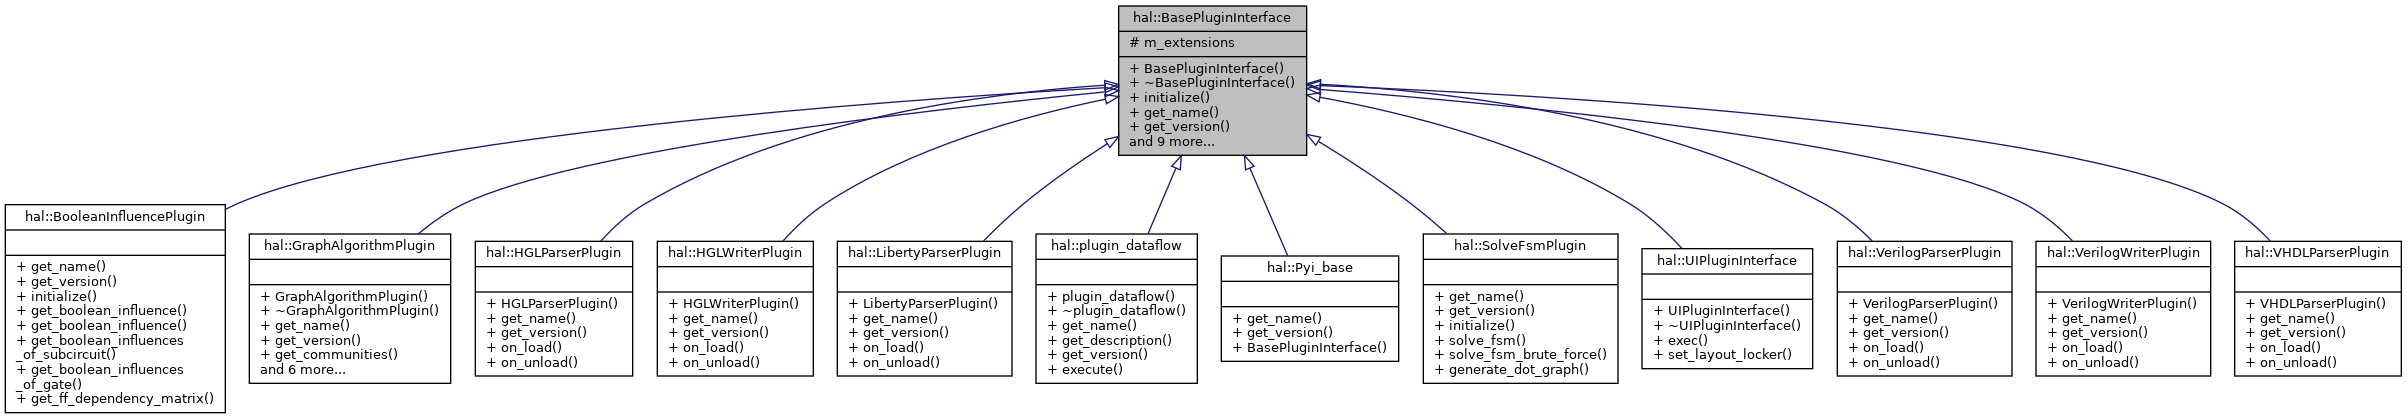 hal::BasePluginInterface
# m_extensions
+ BasePluginInterface()
+ ~BasePluginInterface()
+ initialize()
+ get_name()
+ get_version()
and 9 more...
hal::BooleanInfluencePlugin
+ get_name()
+ get_version()
+ initialize()
+ get_boolean_influence()
+ get_boolean_influence()
+ get_boolean_influences
_of_subcircuit()
+ get_boolean_influences
_of_gate()
+ get_ff_dependency_matrix()
hal::GraphAlgorithmPlugin
+ GraphAlgorithmPlugin()
+ ~GraphAlgorithmPlugin()
+ get_name()
+ get_version()
+ get_communities()
and 6 more...
hal::HGLParserPlugin
+ HGLParserPlugin()
+ get_name()
+ get_version()
+ on_load()
+ on_unload()
hal::HGLWriterPlugin
+ HGLWriterPlugin()
+ get_name()
+ get_version()
+ on_load()
+ on_unload()
hal::LibertyParserPlugin
+ LibertyParserPlugin()
+ get_name()
+ get_version()
+ on_load()
+ on_unload()
hal::plugin_dataflow
+ plugin_dataflow()
+ ~plugin_dataflow()
+ get_name()
+ get_description()
+ get_version()
+ execute()
hal::Pyi_base
+ get_name()
+ get_version()
+ BasePluginInterface()
hal::SolveFsmPlugin
+ get_name()
+ get_version()
+ initialize()
+ solve_fsm()
+ solve_fsm_brute_force()
+ generate_dot_graph()
hal::UIPluginInterface
+ UIPluginInterface()
+ ~UIPluginInterface()
+ exec()
+ set_layout_locker()
hal::VerilogParserPlugin
+ VerilogParserPlugin()
+ get_name()
+ get_version()
+ on_load()
+ on_unload()
hal::VerilogWriterPlugin
+ VerilogWriterPlugin()
+ get_name()
+ get_version()
+ on_load()
+ on_unload()
hal::VHDLParserPlugin
+ VHDLParserPlugin()
+ get_name()
+ get_version()
+ on_load()
+ on_unload()